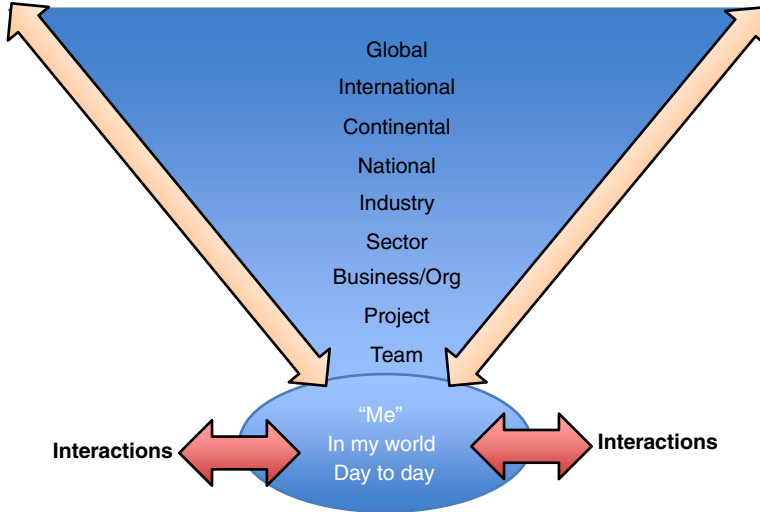 Global
International
Continental
National
Industry
Sector
Business/Org
Project
Team
“Me”
In my world
Day to day
Interactions
Interactions